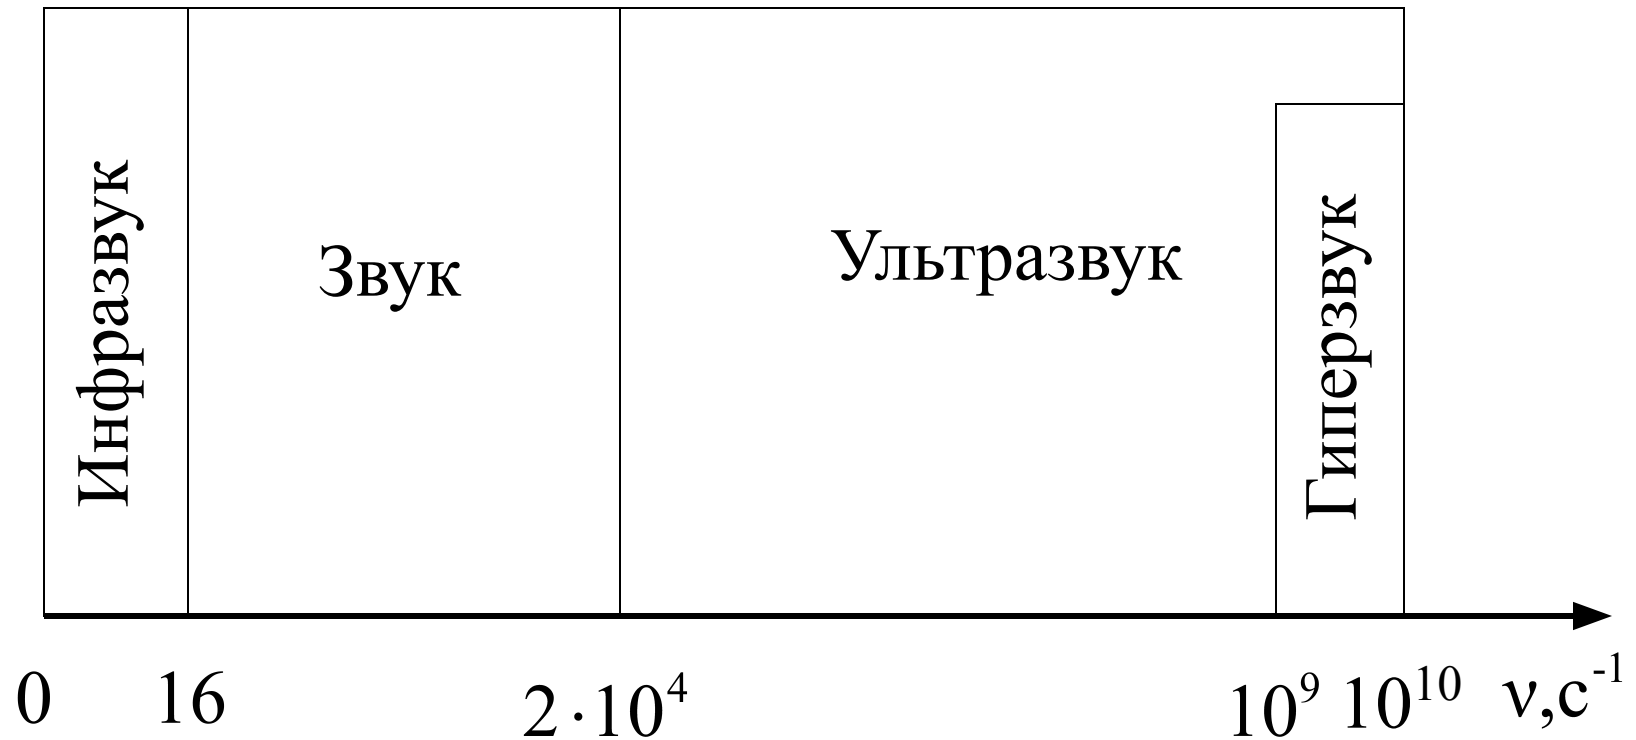 Инфразвук
Звук
Ультразвук
Гиперзвук
0 16 2·10⁴ 10⁹ 10¹⁰ ν,с⁻¹